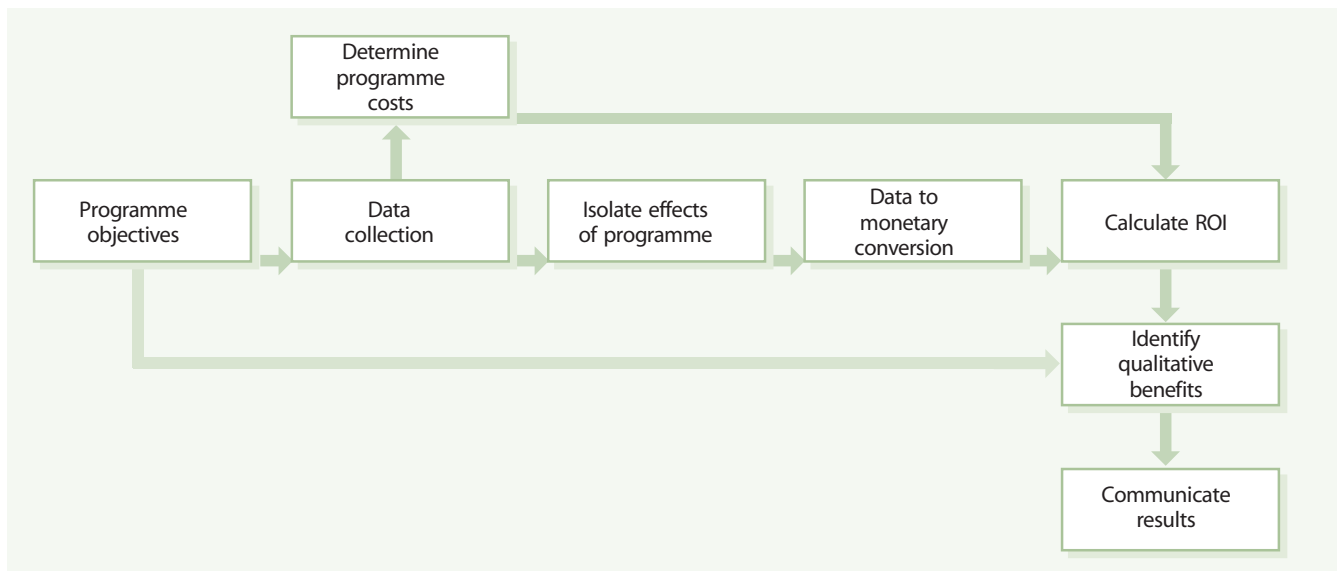 Determine
programme
costs
Programme
objectives
Data
collection
Isolate effects
of programme
Data to
monetary
conversion
Calculate ROI
Identify
qualitative
benefits
Communicate
results